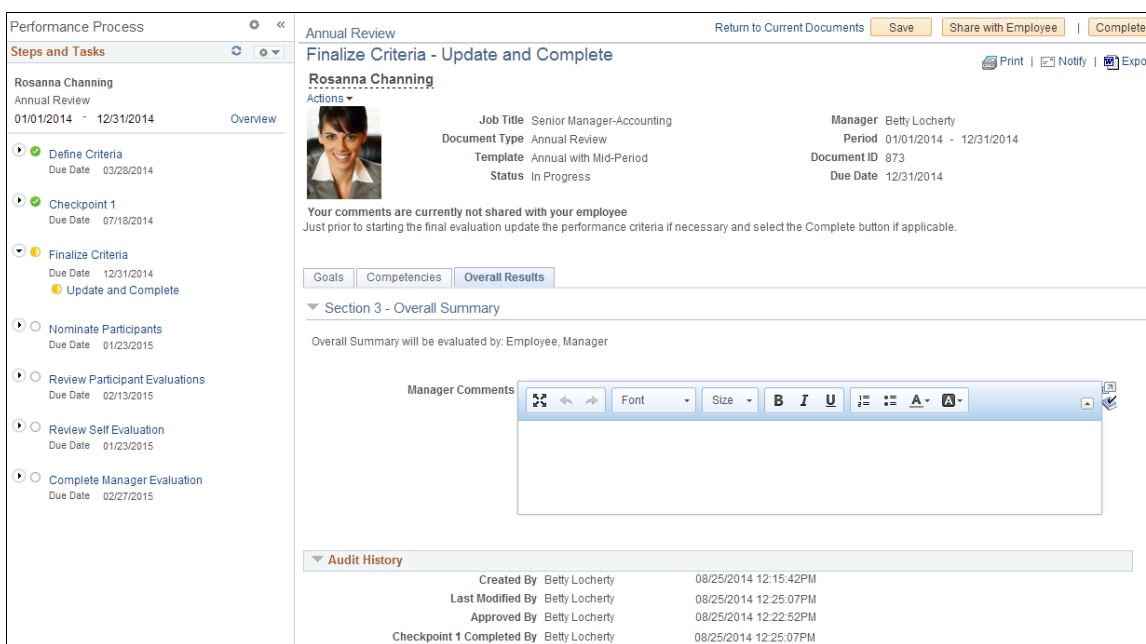 Performance Process
Steps and Tasks
Rosanna Channing
Annual Review
01/01/2014 - 12/31/2014 Overview
Define Criteria
Due Date 03/28/2014
Checkpoint 1
Due Date 07/18/2014
Finalize Criteria
Due Date 12/31/2014
Update and Complete
Nominate Participants
Due Date 01/23/2015
Review Participant Evaluations
Due Date 02/13/2015
Review Self Evaluation
Due Date 01/23/2015
Complete Manager Evaluation
Due Date 02/27/2015
Annual Review
Return to Current Documents Save Share with Employee | Complete
Finalize Criteria - Update and Complete
Print | Notify | Expo
Rosanna Channing
Actions
Job Title Senior Manager-Accounting Manager Betty Locherty
Document Type Annual Review Period 01/01/2014 - 12/31/2014
Template Annual with Mid-Period Document ID 873
Status In Progress Due Date 12/31/2014
Your comments are currently not shared with your employee
Just prior to starting the final evaluation update the performance criteria if necessary and select the Complete button if applicable.
Goals Competencies Overall Results
Section 3 - Overall Summary
Overall Summary will be evaluated by: Employee, Manager
Manager Comments
Font Size B I U A A
Audit History
Created By Betty Locherty 08/25/2014 12:15:42PM
Last Modified By Betty Locherty 08/25/2014 12:25:07PM
Approved By Betty Locherty 08/25/2014 12:22:52PM
Checkpoint 1 Completed By Betty Locherty 08/25/2014 12:25:07PM